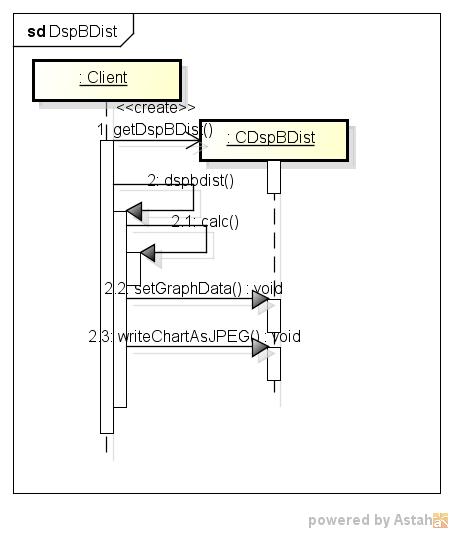 sd DspBDist
: Client
<<create>>
1: getDspBDist()
: CDspBDist
2: dspbdist()
2.1: calc()
2.2: setGraphData() : void
2.3: writeChartAsJPEG() : void
powered by Astah